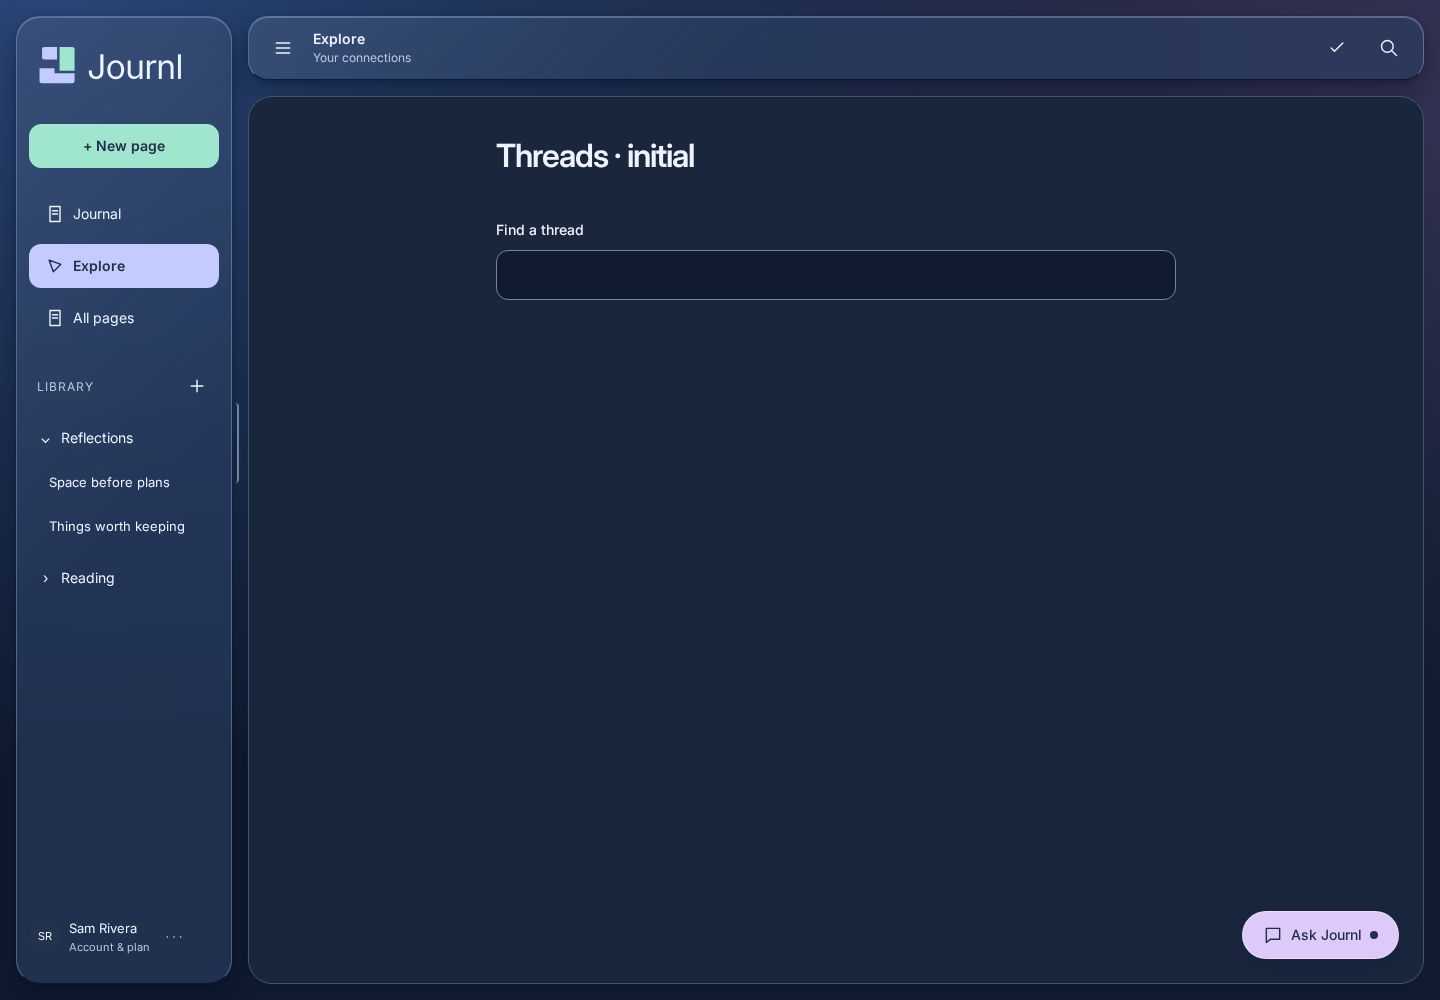 Journl
+ New page
Journal
Explore
All pages
LIBRARY
Reflections
Space before plans
Things worth keeping
Reading
SR
Sam Rivera
Account & plan
Explore
Your connections
Threads · initial
Find a thread
Ask Journl